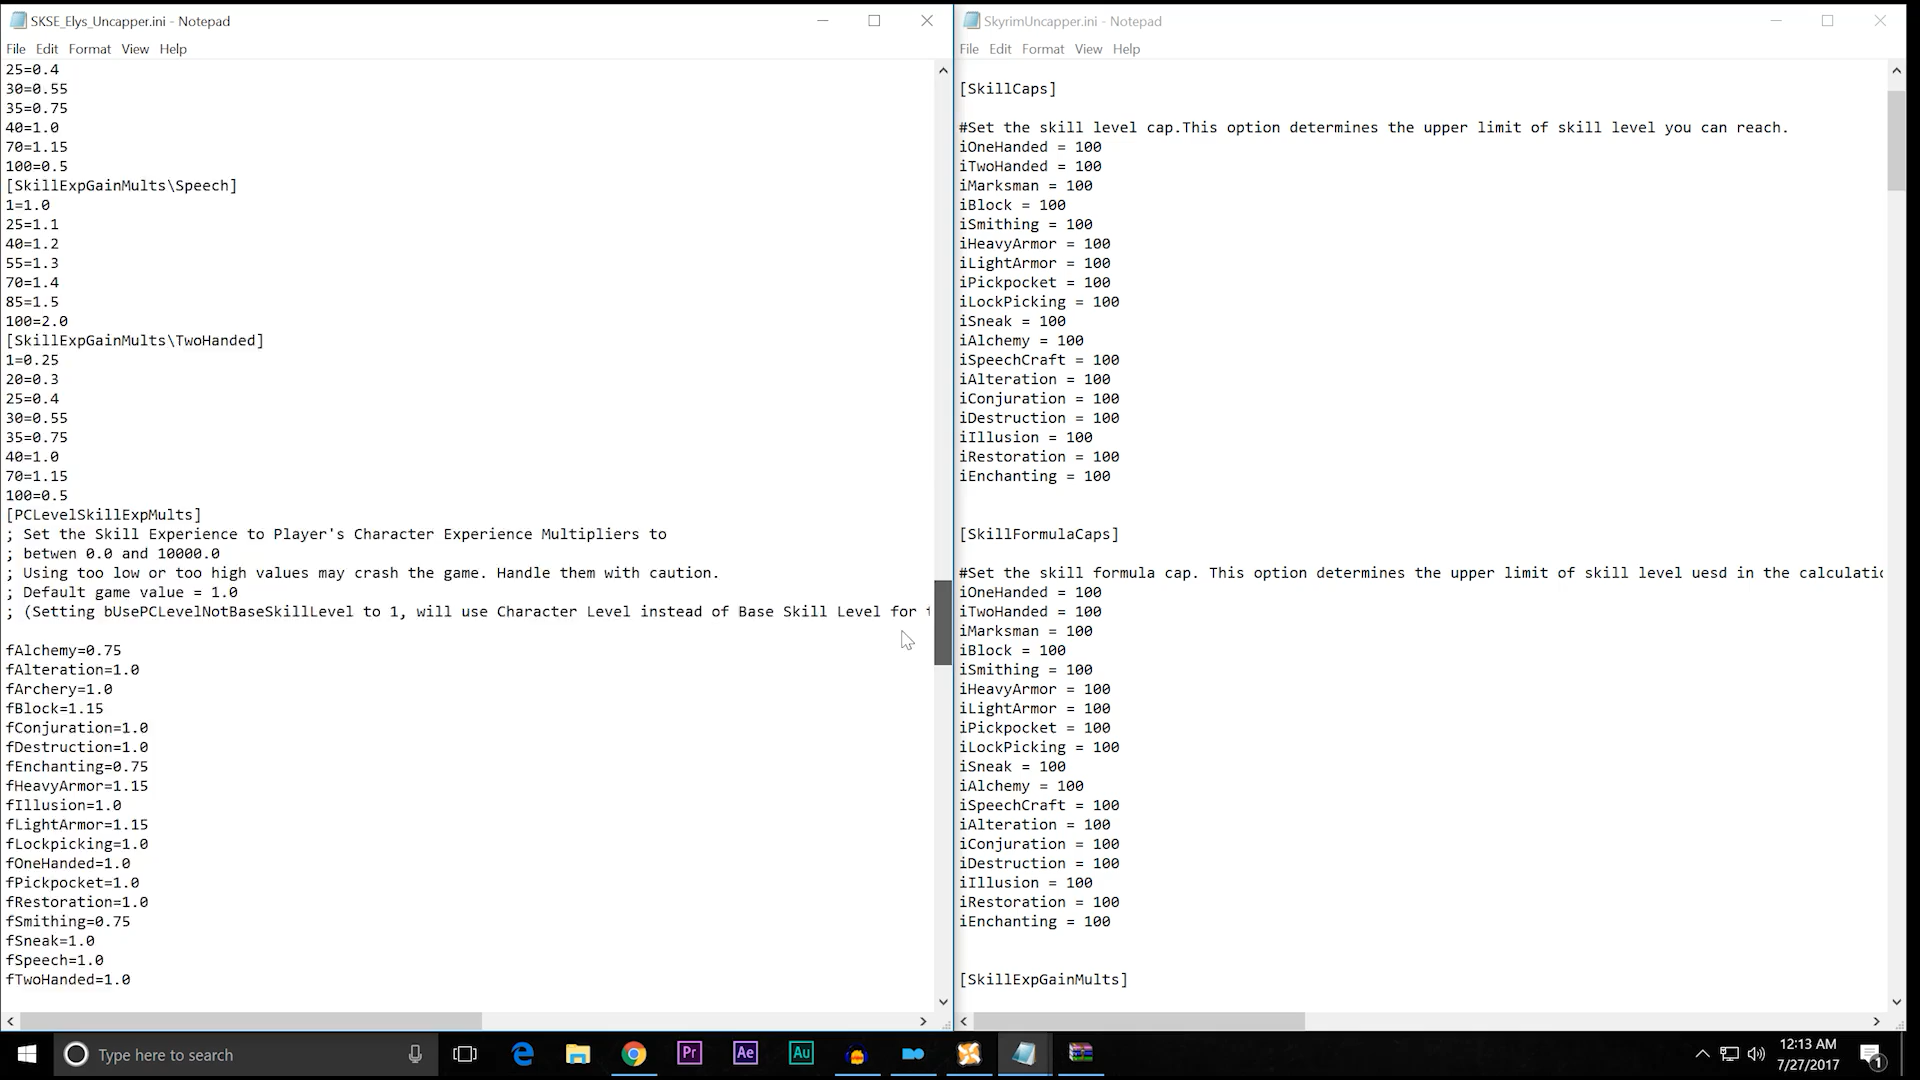 SKSE_Elys_Uncapper.ini - Notepad
File Edit Format View Help
25=0.4
30=0.55
35=0.75
40=1.0
70=1.15
100=0.5
[SkillExpGainMults\Speech]
1=1.0
25=1.1
40=1.2
55=1.3
70=1.4
85=1.5
100=2.0
[SkillExpGainMults\TwoHanded]
1=0.25
20=0.3
25=0.4
30=0.55
35=0.75
40=1.0
70=1.15
100=0.5
[PCLevelSkillExpMults]
; Set the Skill Experience to Player's Character Experience Multipliers to
; betwen 0.0 and 10000.0
; Using too low or too high values may crash the game. Handle them with caution.
; Default game value = 1.0
; (Setting bUsePCLevelNotBaseSkillLevel to 1, will use Character Level instead of Base Skill Level for
fAlchemy=0.75
fAlteration=1.0
fArchery=1.0
fBlock=1.15
fConjuration=1.0
fDestruction=1.0
fEnchanting=0.75
fHeavyArmor=1.15
fIllusion=1.0
fLightArmor=1.15
fLockpicking=1.0
fOneHanded=1.0
fPickpocket=1.0
fRestoration=1.0
fSmithing=0.75
fSneak=1.0
fSpeech=1.0
fTwoHanded=1.0
SkyrimUncapper.ini - Notepad
File Edit Format View Help
[SkillCaps]
#Set the skill level cap.This option determines the upper limit of skill level you can reach.
iOneHanded = 100
iTwoHanded = 100
iMarksman = 100
iBlock = 100
iSmithing = 100
iHeavyArmor = 100
iLightArmor = 100
iPickpocket = 100
iLockPicking = 100
iSneak = 100
iAlchemy = 100
iSpeechCraft = 100
iAlteration = 100
iConjuration = 100
iDestruction = 100
iIllusion = 100
iRestoration = 100
iEnchanting = 100
[SkillFormulaCaps]
#Set the skill formula cap. This option determines the upper limit of skill level uesd in the calculatic
iOneHanded = 100
iTwoHanded = 100
iMarksman = 100
iBlock = 100
iSmithing = 100
iHeavyArmor = 100
iLightArmor = 100
iPickpocket = 100
iLockPicking = 100
iSneak = 100
iAlchemy = 100
iSpeechCraft = 100
iAlteration = 100
iConjuration = 100
iDestruction = 100
iIllusion = 100
iRestoration = 100
iEnchanting = 100
[SkillExpGainMults]
Type here to search
Pr
Ae
Au
12:13 AM
7/27/2017
1